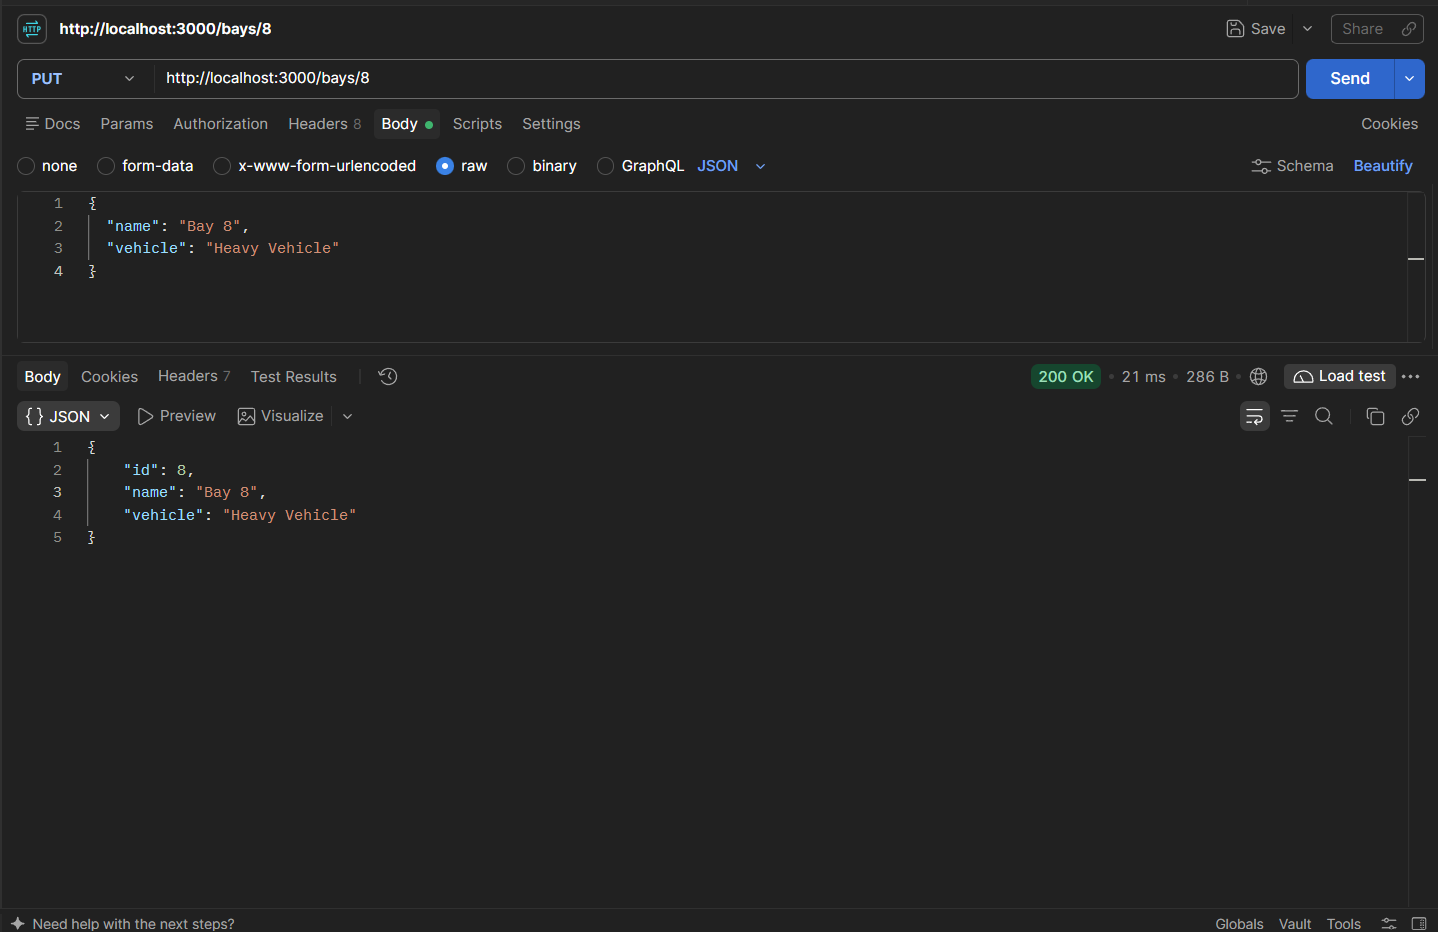 HTTP http://localhost:3000/bays/8 Save Share
PUT http://localhost:3000/bays/8 Send
Docs Params Authorization Headers 8 Body Scripts Settings Cookies
none form-data x-www-form-urlencoded raw binary GraphQL JSON Schema Beautify
1 {
2 "name": "Bay 8",
3 "vehicle": "Heavy Vehicle"
4 }
Body Cookies Headers 7 Test Results 200 OK • 21 ms • 286 B • Load test
{ } JSON Preview Visualize
1 {
2 "id": 8,
3 "name": "Bay 8",
4 "vehicle": "Heavy Vehicle"
5 }
Need help with the next steps? Globals Vault Tools